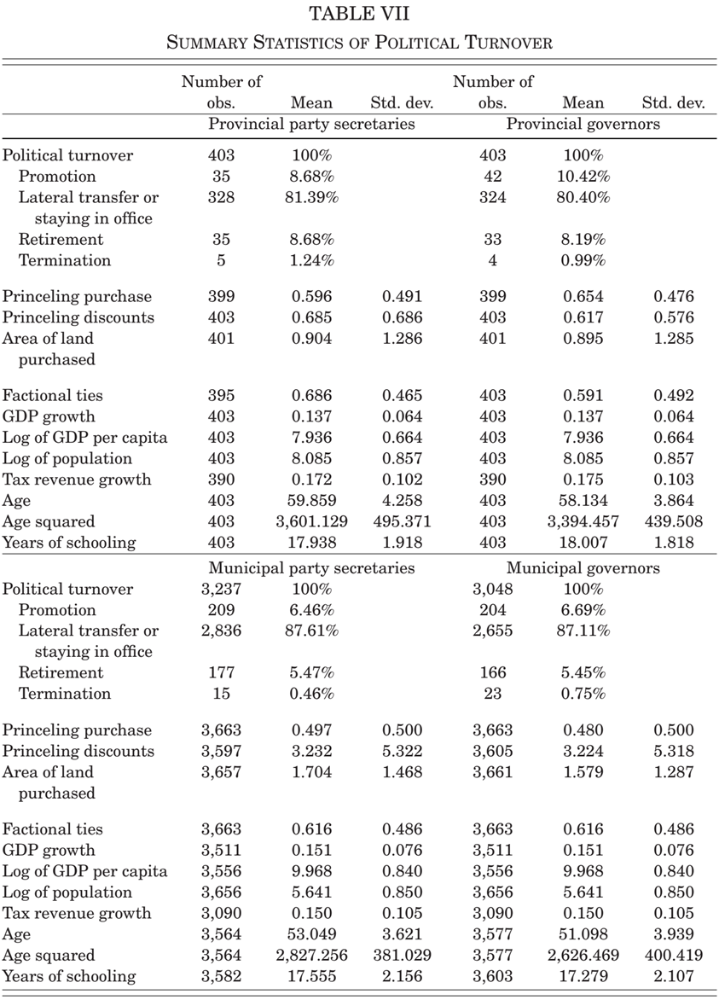 TABLE VII
SUMMARY STATISTICS OF POLITICAL TURNOVER
Number of Number of
obs. Mean Std. dev. obs. Mean Std. dev.
Provincial party secretaries Provincial governors
Political turnover 403 100% 403 100%
Promotion 35 8.68% 42 10.42%
Lateral transfer or 328 81.39% 324 80.40%
staying in office
Retirement 35 8.68% 33 8.19%
Termination 5 1.24% 4 0.99%
Princeling purchase 399 0.596 0.491 399 0.654 0.476
Princeling discounts 403 0.685 0.686 403 0.617 0.576
Area of land 401 0.904 1.286 401 0.895 1.285
purchased
Factional ties 395 0.686 0.465 403 0.591 0.492
GDP growth 403 0.137 0.064 403 0.137 0.064
Log of GDP per capita 403 7.936 0.664 403 7.936 0.664
Log of population 403 8.085 0.857 403 8.085 0.857
Tax revenue growth 390 0.172 0.102 390 0.175 0.103
Age 403 59.859 4.258 403 58.134 3.864
Age squared 403 3,601.129 495.371 403 3,394.457 439.508
Years of schooling 403 17.938 1.918 403 18.007 1.818
Municipal party secretaries Municipal governors
Political turnover 3,237 100% 3,048 100%
Promotion 209 6.46% 204 6.69%
Lateral transfer or 2,836 87.61% 2,655 87.11%
staying in office
Retirement 177 5.47% 166 5.45%
Termination 15 0.46% 23 0.75%
Princeling purchase 3,663 0.497 0.500 3,663 0.480 0.500
Princeling discounts 3,597 3.232 5.322 3,605 3.224 5.318
Area of land 3,657 1.704 1.468 3,661 1.579 1.287
purchased
Factional ties 3,663 0.616 0.486 3,663 0.616 0.486
GDP growth 3,511 0.151 0.076 3,511 0.151 0.076
Log of GDP per capita 3,556 9.968 0.840 3,556 9.968 0.840
Log of population 3,656 5.641 0.850 3,656 5.641 0.850
Tax revenue growth 3,090 0.150 0.105 3,090 0.150 0.105
Age 3,564 53.049 3.621 3,577 51.098 3.939
Age squared 3,564 2,827.256 381.029 3,577 2,626.469 400.419
Years of schooling 3,582 17.555 2.156 3,603 17.279 2.107